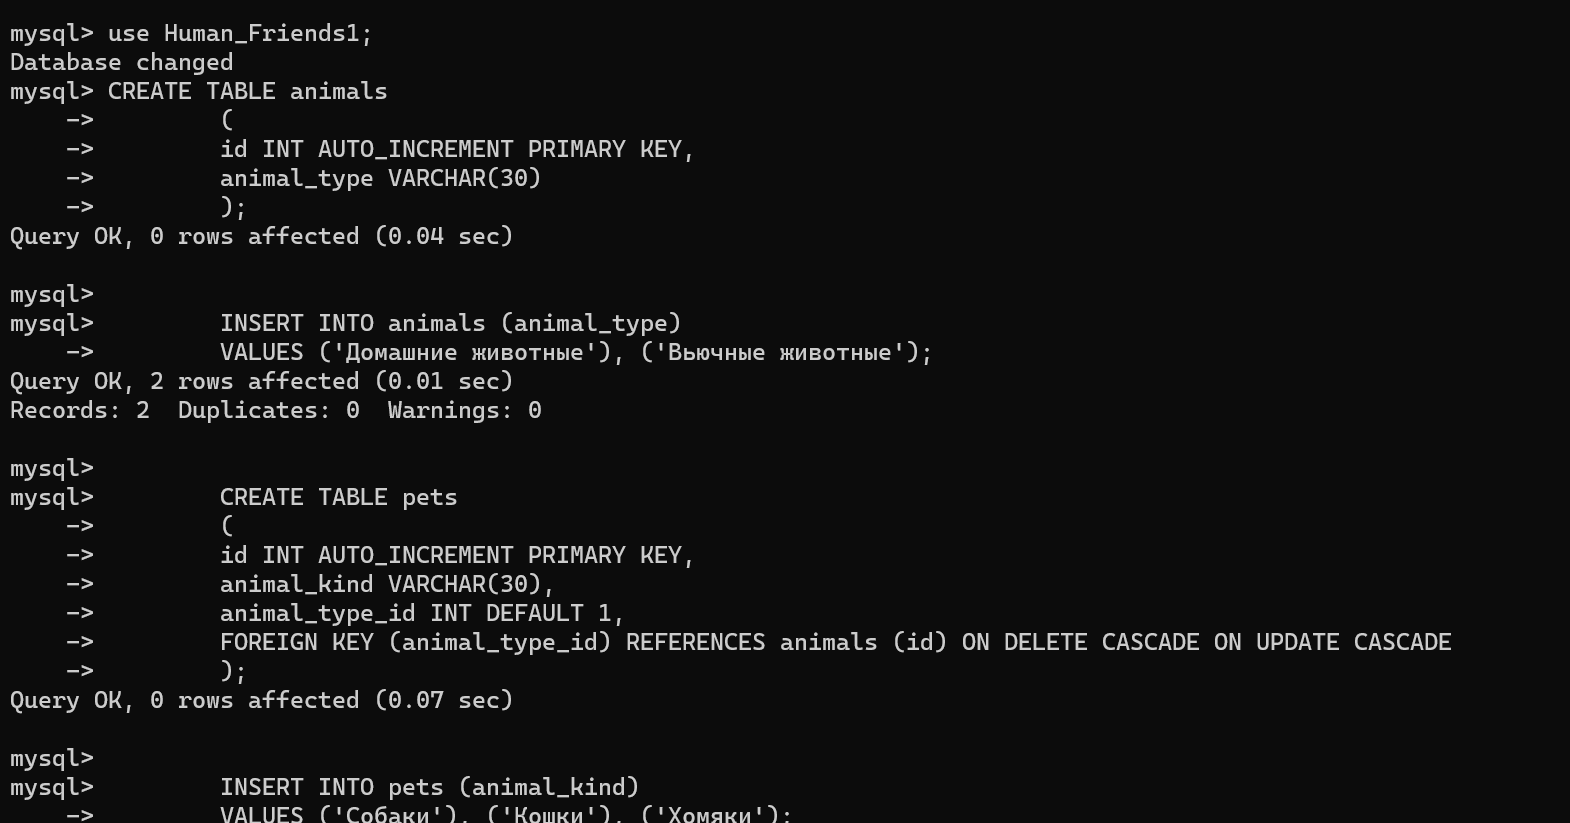 mysql> use Human_Friends1;
Database changed
mysql> CREATE TABLE animals
    ->         (
    ->         id INT AUTO_INCREMENT PRIMARY KEY,
    ->         animal_type VARCHAR(30)
    ->         );
Query OK, 0 rows affected (0.04 sec)

mysql>
mysql>         INSERT INTO animals (animal_type)
    ->         VALUES ('Домашние животные'), ('Вьючные животные');
Query OK, 2 rows affected (0.01 sec)
Records: 2  Duplicates: 0  Warnings: 0

mysql>
mysql>         CREATE TABLE pets
    ->         (
    ->         id INT AUTO_INCREMENT PRIMARY KEY,
    ->         animal_kind VARCHAR(30),
    ->         animal_type_id INT DEFAULT 1,
    ->         FOREIGN KEY (animal_type_id) REFERENCES animals (id) ON DELETE CASCADE ON UPDATE CASCADE
    ->         );
Query OK, 0 rows affected (0.07 sec)

mysql>
mysql>         INSERT INTO pets (animal_kind)
    ->         VALUES ('Собаки'), ('Кошки'), ('Хомяки');